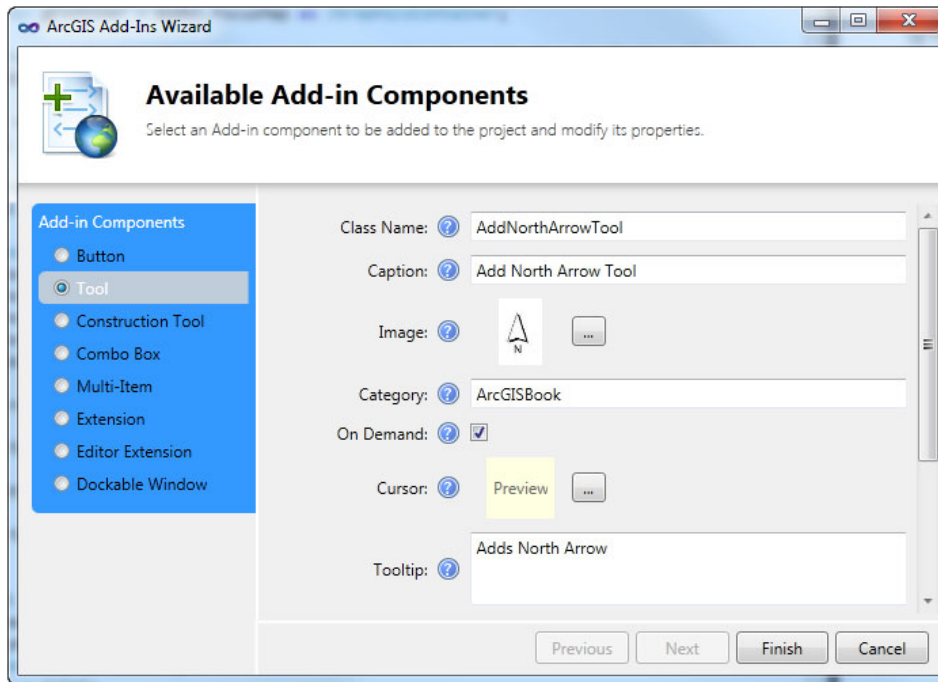 ArcGIS Add-Ins Wizard
Available Add-in Components
Select an Add-in component to be added to the project and modify its properties.
Add-in Components
Button
Tool
Construction Tool
Combo Box
Multi-Item
Extension
Editor Extension
Dockable Window
Class Name: ? AddNorthArrowTool
Caption: ? Add North Arrow Tool
Image: ? N ...
Category: ? ArcGISBook
On Demand: ?
Cursor: ? Preview ...
Tooltip: ? Adds North Arrow
Previous Next Finish Cancel